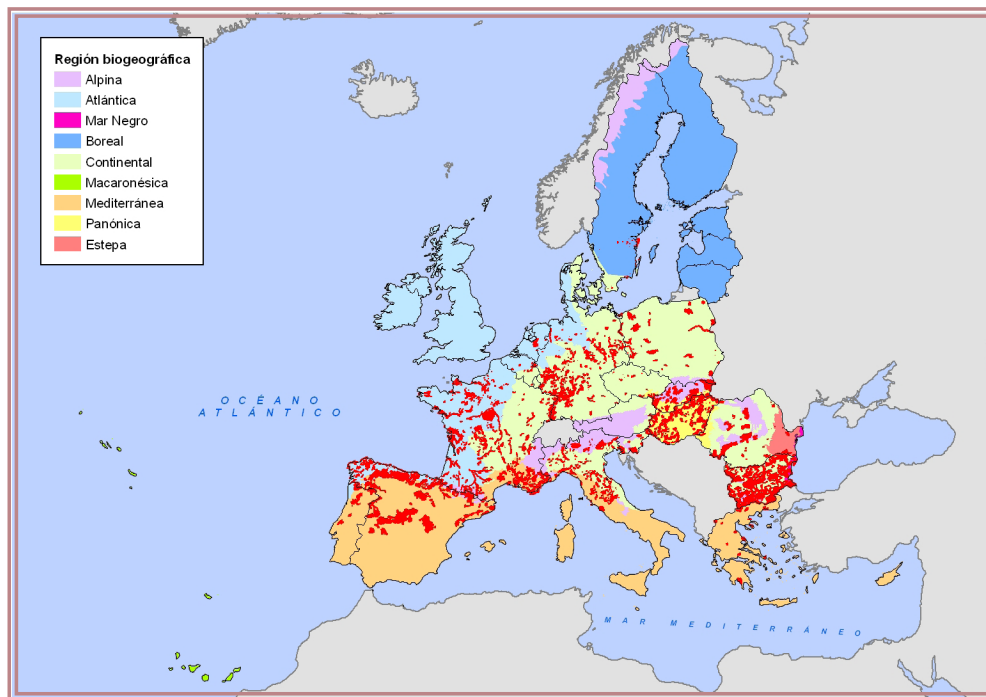 Región biogeográfica
Alpina
Atlántica
Mar Negro
Boreal
Continental
Macaronésica
Mediterránea
Panónica
Estepa
OCÉANO
ATLÁNTICO
MAR MEDITERRÁNEO